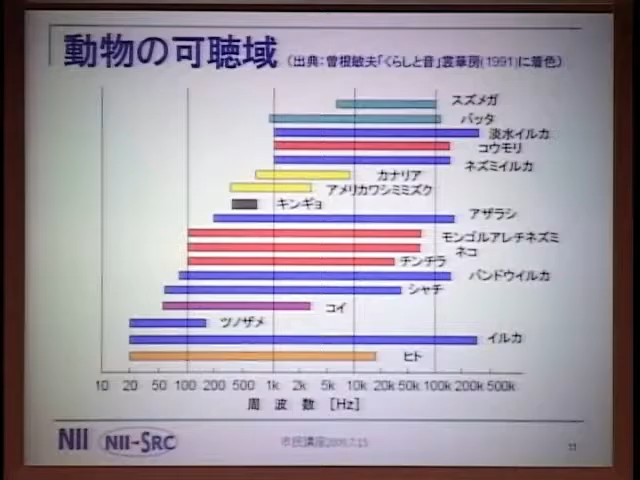 動物の可聴域 (出典:曽根敏夫「くらしと音」裳華房(1991)に着色)
スズメガ
バッタ
淡水イルカ
コウモリ
ネズミイルカ
カナリア
アメリカワシミミズク
キンギョ
アザラシ
モンゴルアレチネズミ
ネコ
チンチラ
バンドウイルカ
シャチ
コイ
ツノザメ
イルカ
ヒト
10 20 50 100 200 500 1k 2k 5k 10k 20k 50k 100k 200k 500k
周 波 数 [Hz]
NII NII-SRC 市民講座2009.7.15 11